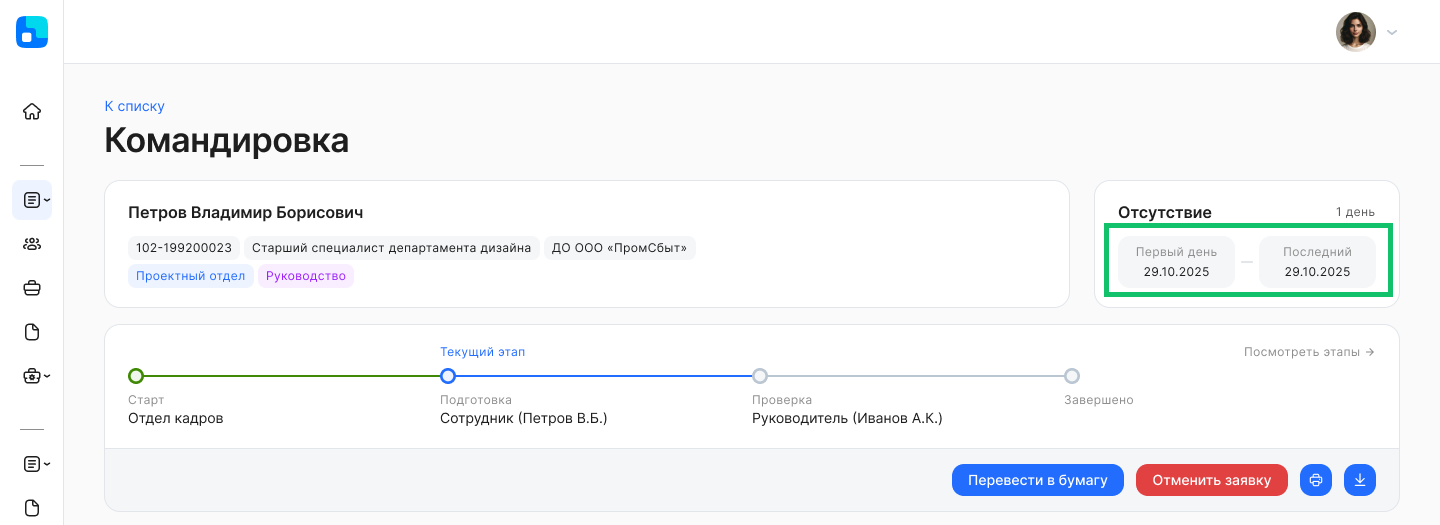 К списку
Командировка
Петров Владимир Борисович
102-199200023 Старший специалист департамента дизайна ДО ООО «ПромСбыт»
Проектный отдел Руководство
Отсутствие 1 день
Первый день — Последний
29.10.2025 29.10.2025
Текущий этап Посмотреть этапы →
Старт Подготовка Проверка Завершено
Отдел кадров Сотрудник (Петров В.Б.) Руководитель (Иванов А.К.)
Перевести в бумагу Отменить заявку